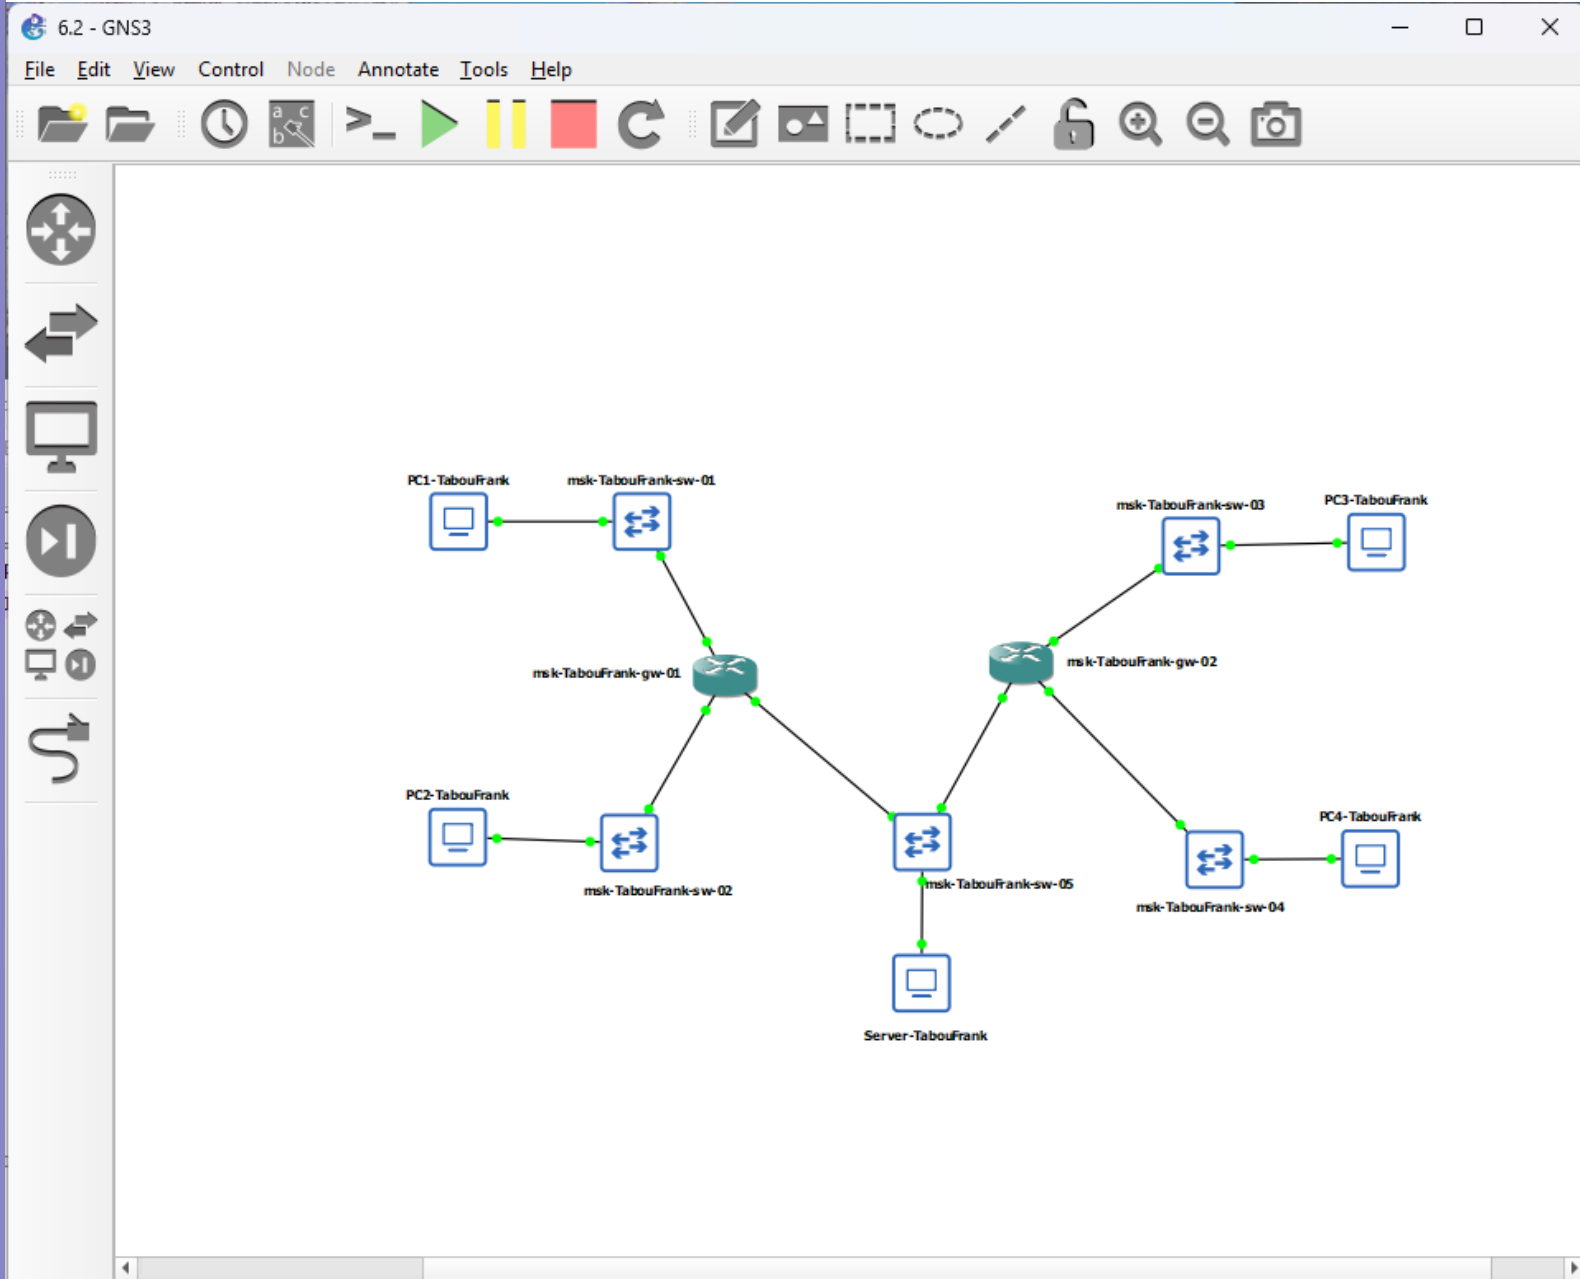 6.2 - GNS3
File Edit View Control Node Annotate Tools Help
a c
b
>_
PC1-TabouFrank
msk-TabouFrank-sw-01
PC3-TabouFrank
msk-TabouFrank-sw-03
msk-TabouFrank-gw-02
msk-TabouFrank-gw-01
PC2-TabouFrank
PC4-TabouFrank
msk-TabouFrank-sw-05
msk-TabouFrank-sw-02
msk-TabouFrank-sw-04
Server-TabouFrank